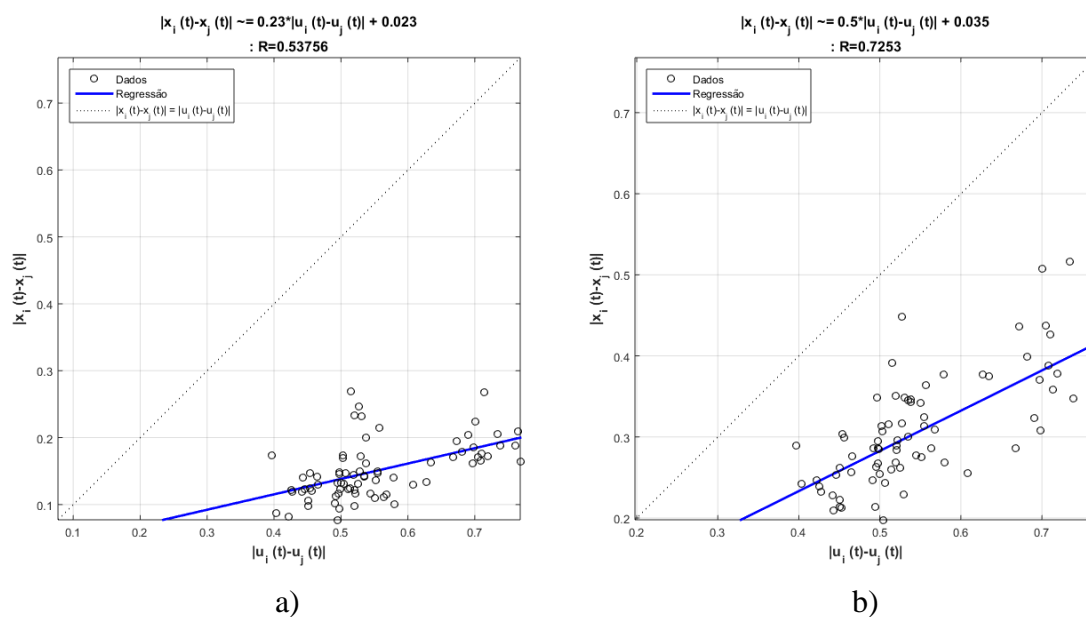 |x_i (t)-x_j (t)| ~= 0.23*|u_i (t)-u_j (t)| + 0.023
: R=0.53756
Dados
Regressão
|x_i (t)-x_j (t)| = |u_i (t)-u_j (t)|
|x_i (t)-x_j (t)|
0.7
0.6
0.5
0.4
0.3
0.2
0.1
0.1 0.2 0.3 0.4 0.5 0.6 0.7
|u_i (t)-u_j (t)|
a)
|x_i (t)-x_j (t)| ~= 0.5*|u_i (t)-u_j (t)| + 0.035
: R=0.7253
Dados
Regressão
|x_i (t)-x_j (t)| = |u_i (t)-u_j (t)|
|x_i (t)-x_j (t)|
0.7
0.6
0.5
0.4
0.3
0.2
0.2 0.3 0.4 0.5 0.6 0.7
|u_i (t)-u_j (t)|
b)